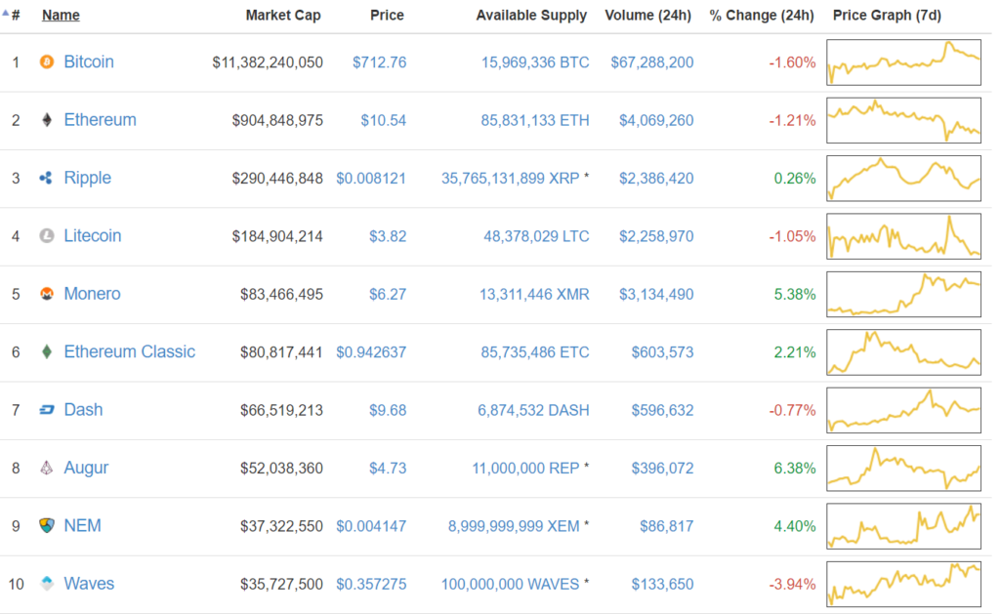 # Name Market Cap Price Available Supply Volume (24h) % Change (24h) Price Graph (7d)
1 Bitcoin $11,382,240,050 $712.76 15,969,336 BTC $67,288,200 -1.60%
2 Ethereum $904,848,975 $10.54 85,831,133 ETH $4,069,260 -1.21%
3 Ripple $290,446,848 $0.008121 35,765,131,899 XRP * $2,386,420 0.26%
4 Litecoin $184,904,214 $3.82 48,378,029 LTC $2,258,970 -1.05%
5 Monero $83,466,495 $6.27 13,311,446 XMR $3,134,490 5.38%
6 Ethereum Classic $80,817,441 $0.942637 85,735,486 ETC $603,573 2.21%
7 Dash $66,519,213 $9.68 6,874,532 DASH $596,632 -0.77%
8 Augur $52,038,360 $4.73 11,000,000 REP * $396,072 6.38%
9 NEM $37,322,550 $0.004147 8,999,999,999 XEM * $86,817 4.40%
10 Waves $35,727,500 $0.357275 100,000,000 WAVES * $133,650 -3.94%